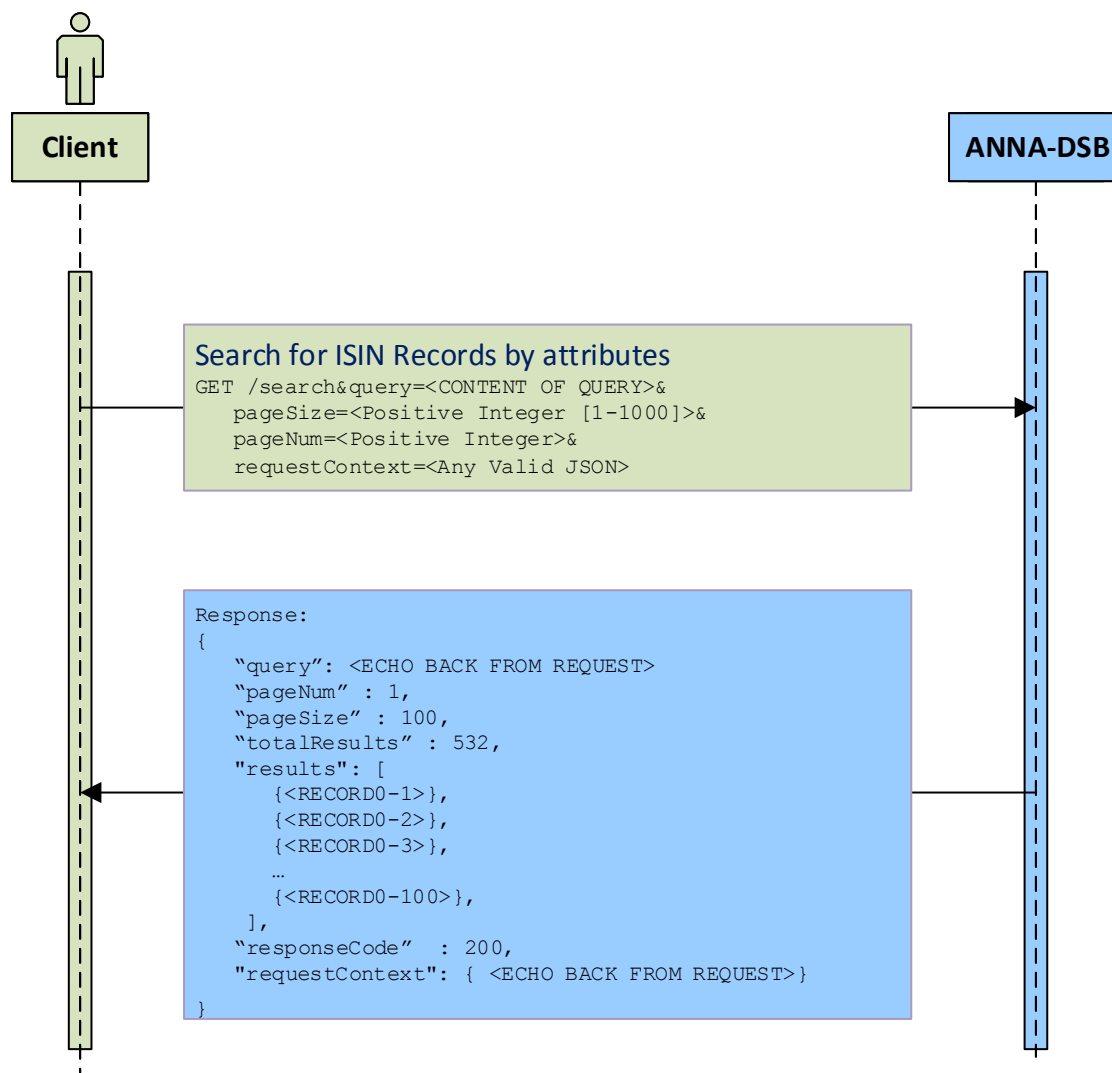 Client
ANNA-DSB
Search for ISIN Records by attributes
GET /search&query=<CONTENT OF QUERY>&
pageSize=<Positive Integer [1-1000]>&
pageNum=<Positive Integer>&
requestContext=<Any Valid JSON>
Response:
{
“query”: <ECHO BACK FROM REQUEST>
“pageNum” : 1,
“pageSize” : 100,
“totalResults” : 532,
"results": [
{<RECORD0-1>},
{<RECORD0-2>},
{<RECORD0-3>},
…
{<RECORD0-100>},
],
“responseCode”  : 200,
"requestContext": { <ECHO BACK FROM REQUEST>}
}